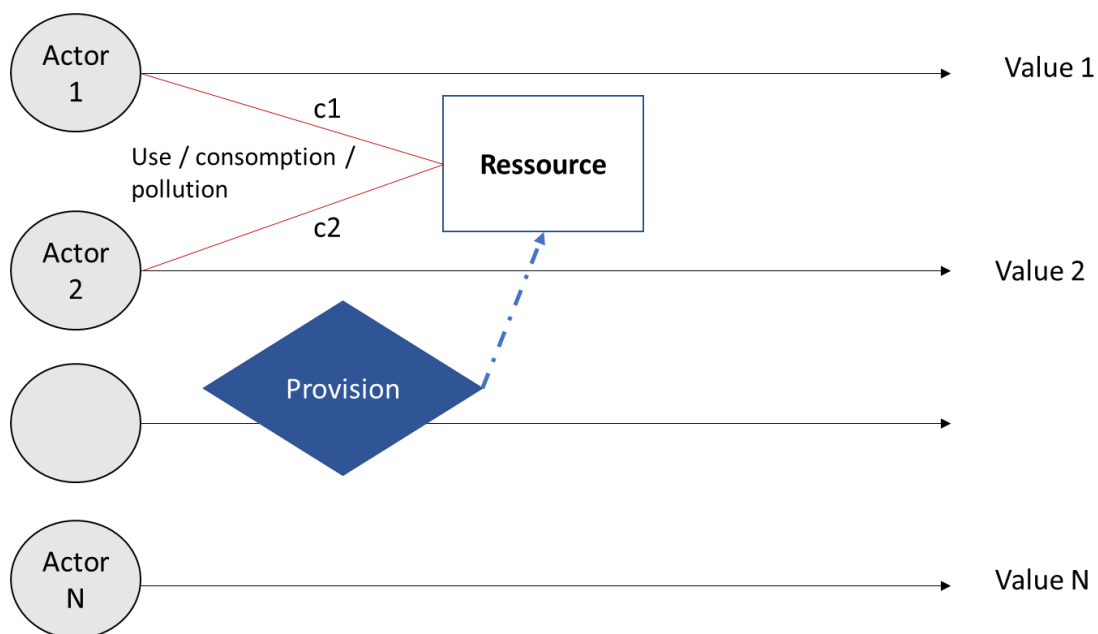 Actor
1
Value 1
c1
Use / consomption /
pollution
Ressource
c2
Actor
2
Value 2
Provision
Actor
N
Value N